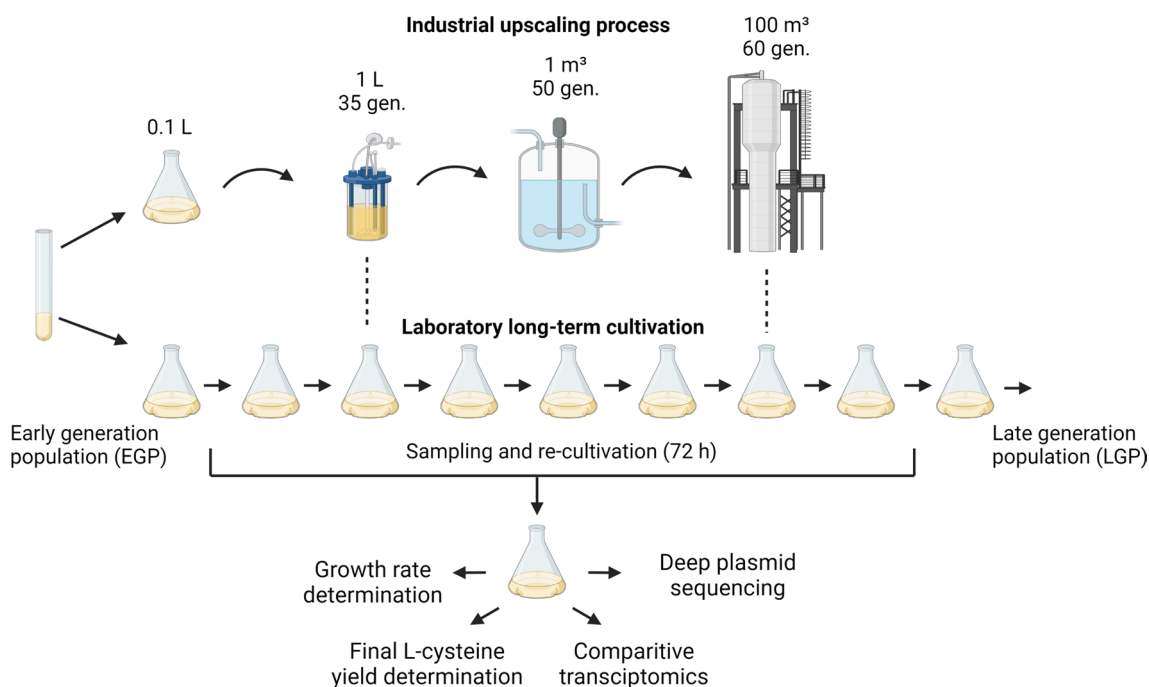 Industrial upscaling process
0.1 L
1 L
35 gen.
1 m³
50 gen.
100 m³
60 gen.
Laboratory long-term cultivation
Early generation
population (EGP)
Sampling and re-cultivation (72 h)
Late generation
population (LGP)
Growth rate
determination
Deep plasmid
sequencing
Final L-cysteine
yield determination
Comparitive
transciptomics